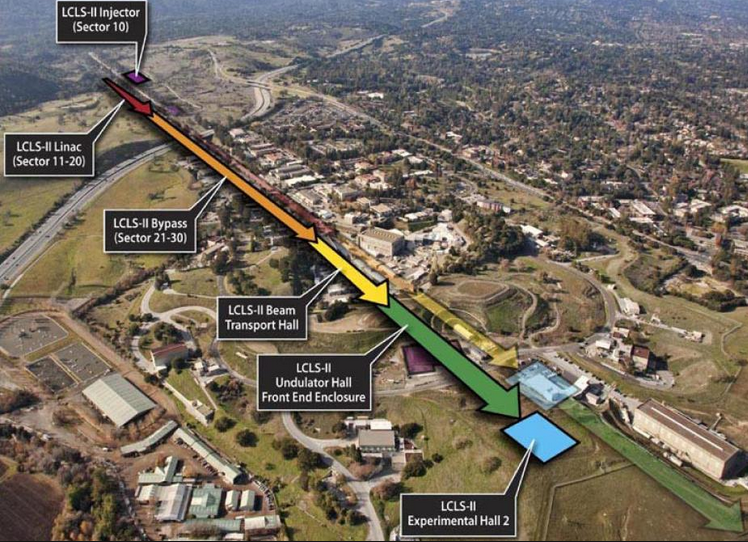 LCLS-II Injector
(Sector 10)
LCLS-II Linac
(Sector 11-20)
LCLS-II Bypass
(Sector 21-30)
LCLS-II Beam
Transport Hall
LCLS-II
Undulator Hall
Front End Enclosure
LCLS-II
Experimental Hall 2